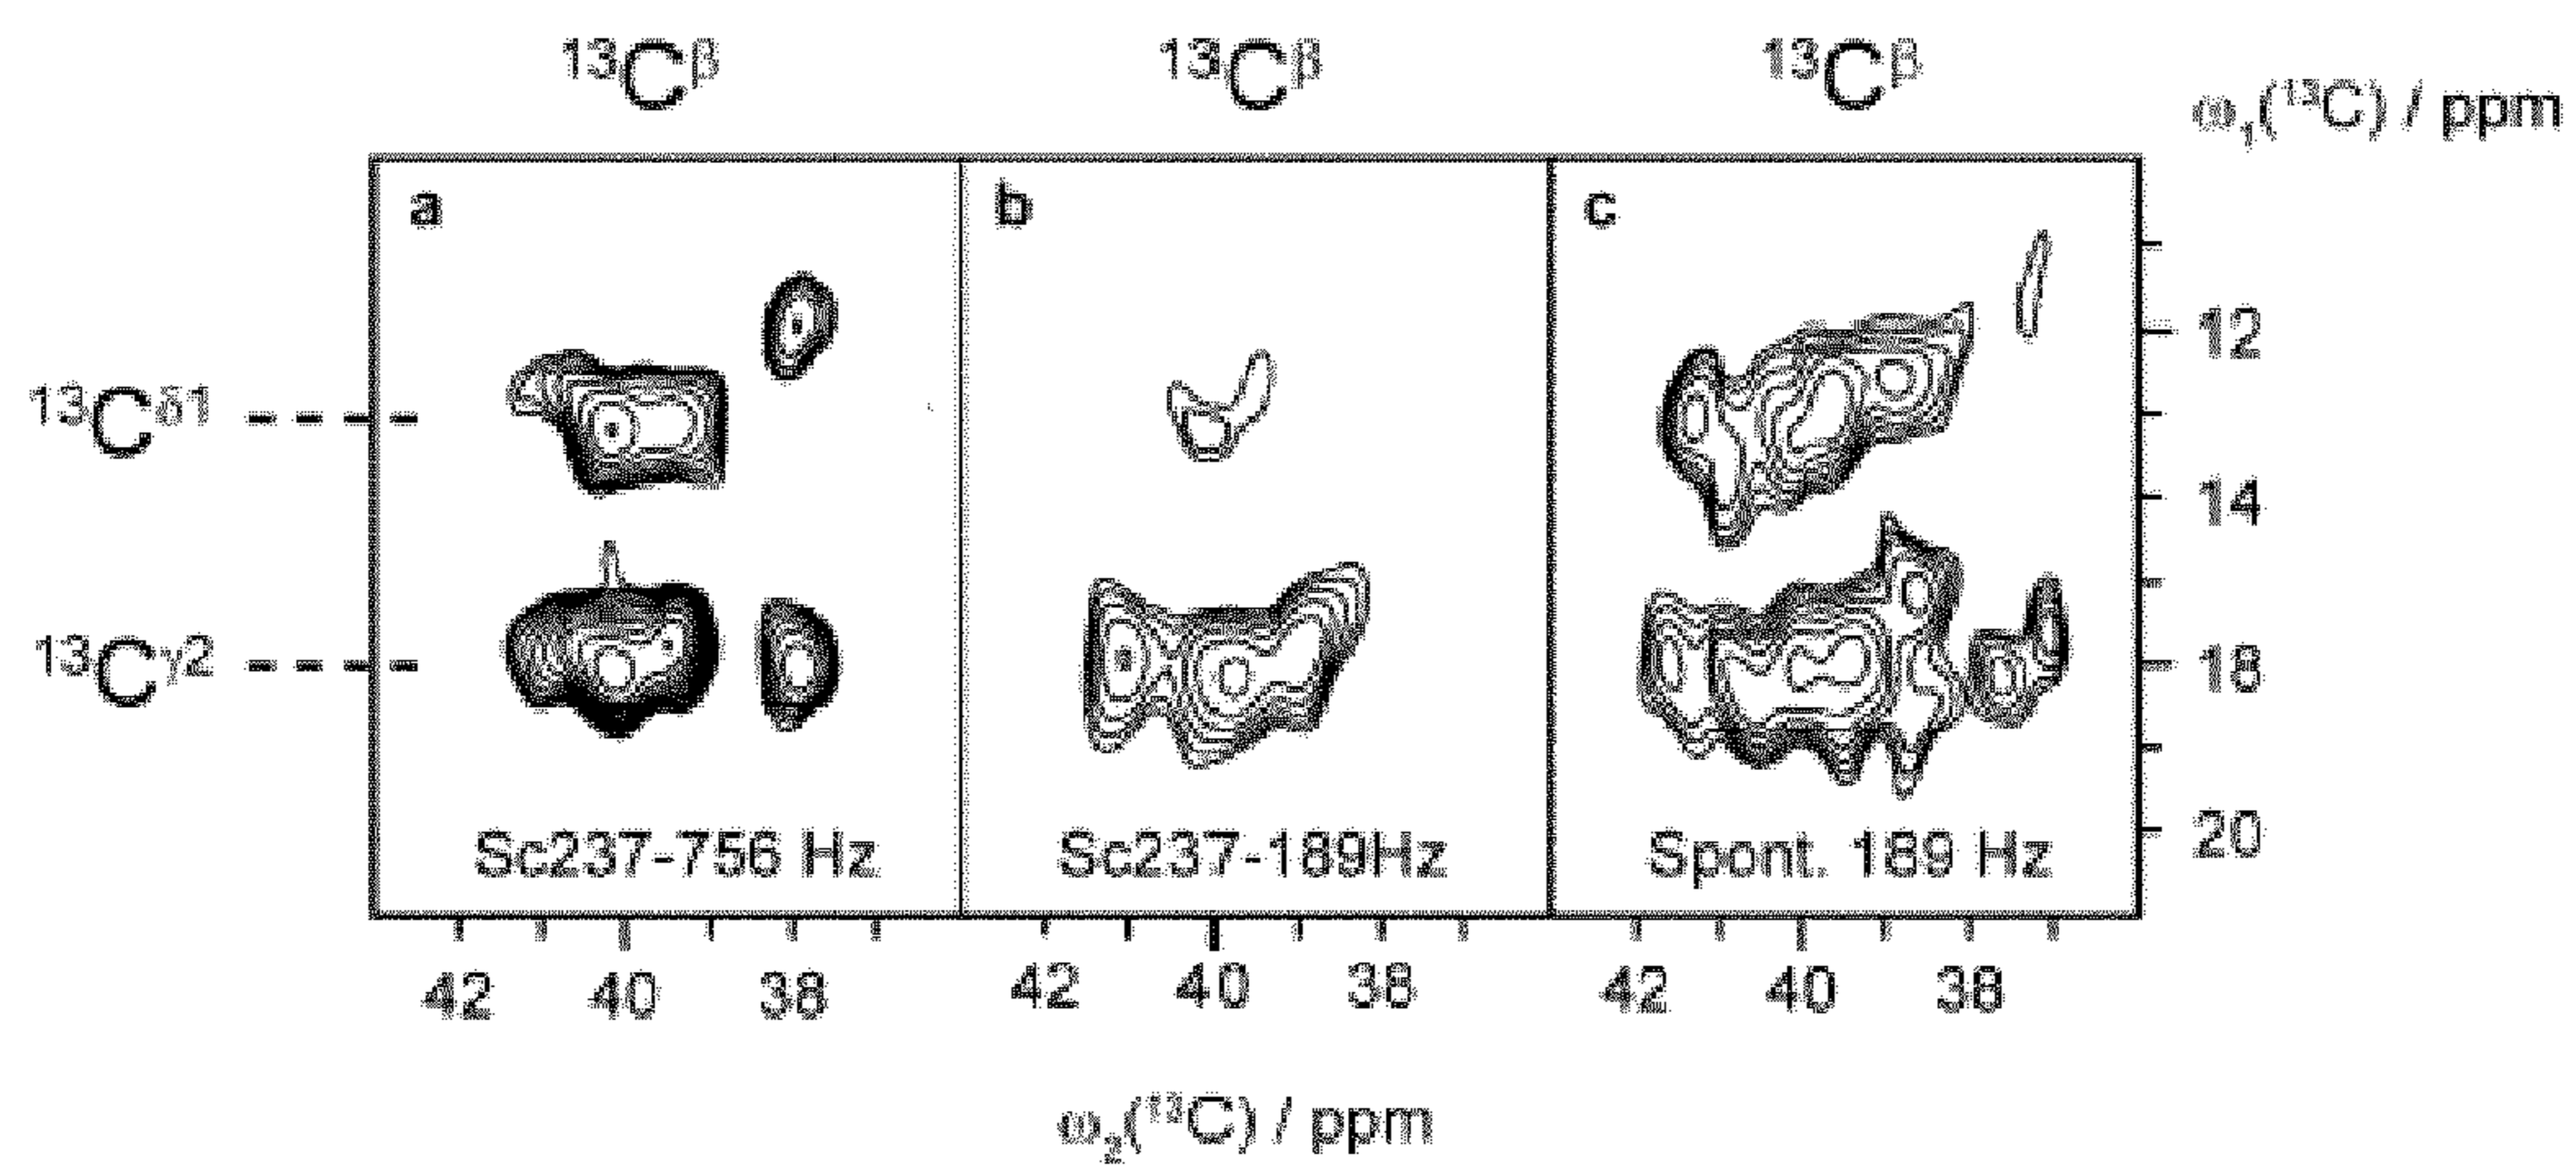 ¹³Cᵝ ¹³Cᵝ ¹³Cᵝ
ω₁(¹³C) / ppm
a b c
12
¹³Cδ1
14
¹³Cγ2
18
20
Sc237-756 Hz Sc237-189Hz Spont. 189 Hz
42 40 38 42 40 38 42 40 38
ω₂(¹³C) / ppm